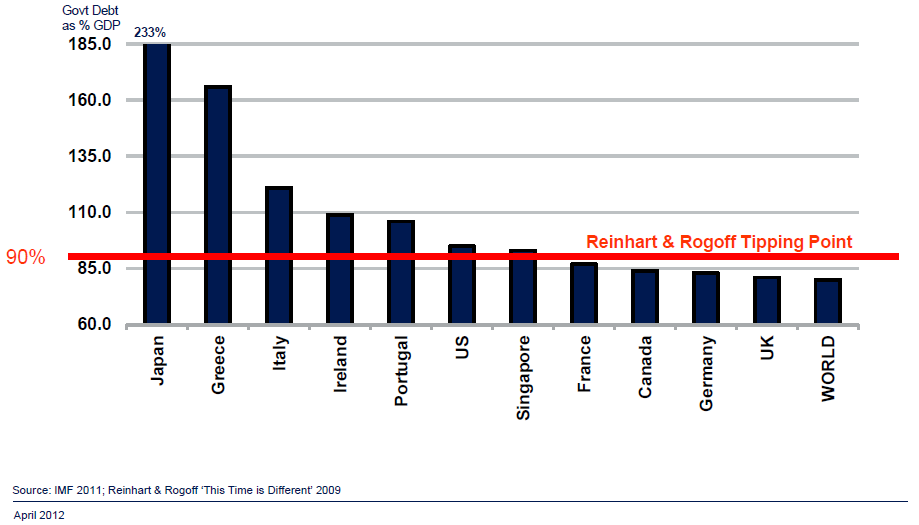 Govt Debt
as % GDP
233%
185.0
160.0
135.0
110.0
Reinhart & Rogoff Tipping Point
90%
85.0
60.0
Japan
Greece
Italy
Ireland
Portugal
US
Singapore
France
Canada
Germany
UK
WORLD
Source: IMF 2011; Reinhart & Rogoff ‘This Time is Different’ 2009
April 2012